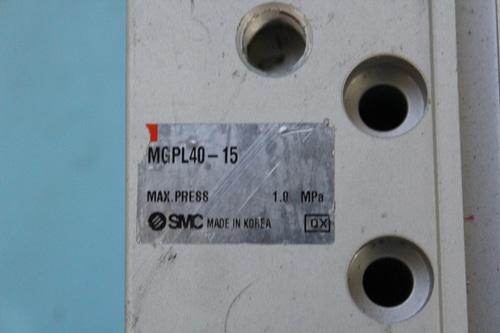 MGPL40-15
MAX.PRESS 1.0 MPa
SMC MADE IN KOREA QX